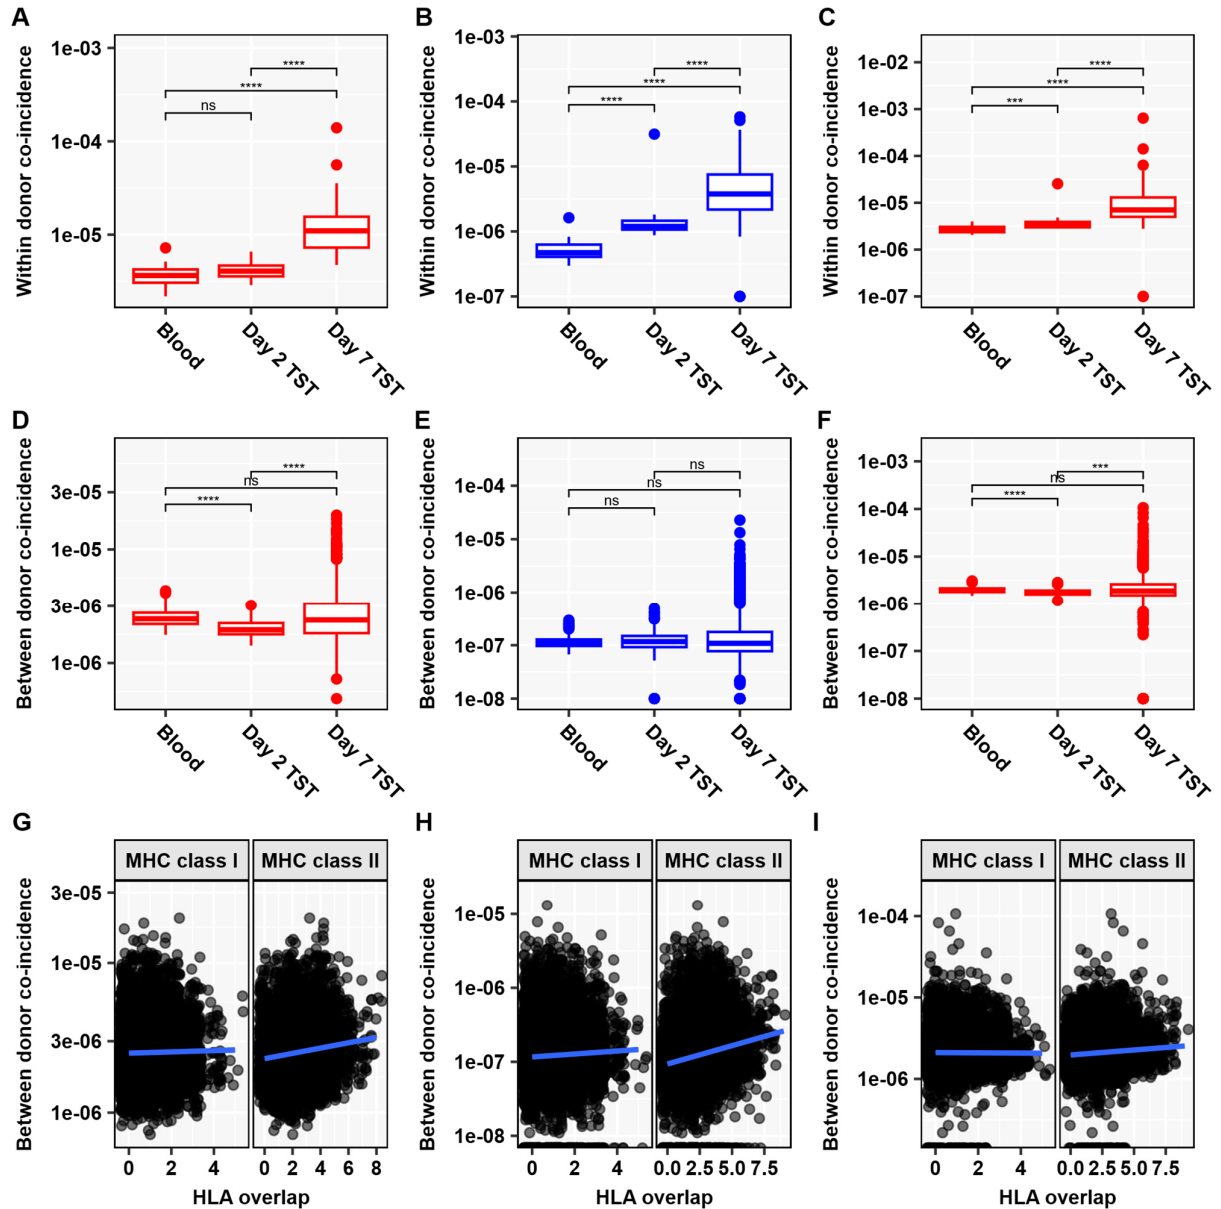 A
Within donor co-incidence
1e-03
1e-04
1e-05
****
****
ns
Blood
Day 2 TST
Day 7 TST
B
Within donor co-incidence
1e-03
1e-04
1e-05
1e-06
1e-07
****
****
****
Blood
Day 2 TST
Day 7 TST
C
Within donor co-incidence
1e-02
1e-03
1e-04
1e-05
1e-06
1e-07
****
****
***
Blood
Day 2 TST
Day 7 TST
D
Between donor co-incidence
3e-05
1e-05
3e-06
1e-06
****
ns
****
Blood
Day 2 TST
Day 7 TST
E
Between donor co-incidence
1e-04
1e-05
1e-06
1e-07
1e-08
ns
ns
ns
Blood
Day 2 TST
Day 7 TST
F
Between donor co-incidence
1e-03
1e-04
1e-05
1e-06
1e-07
1e-08
***
ns
****
Blood
Day 2 TST
Day 7 TST
G
MHC class I
MHC class II
Between donor co-incidence
3e-05
1e-05
3e-06
1e-06
0 2 4
0 2 4 6 8
HLA overlap
H
MHC class I
MHC class II
Between donor co-incidence
1e-05
1e-06
1e-07
1e-08
0 2 4
0.0 2.5 5.0 7.5
HLA overlap
I
MHC class I
MHC class II
Between donor co-incidence
1e-04
1e-05
1e-06
0 2 4
0.0 2.5 5.0 7.5
HLA overlap